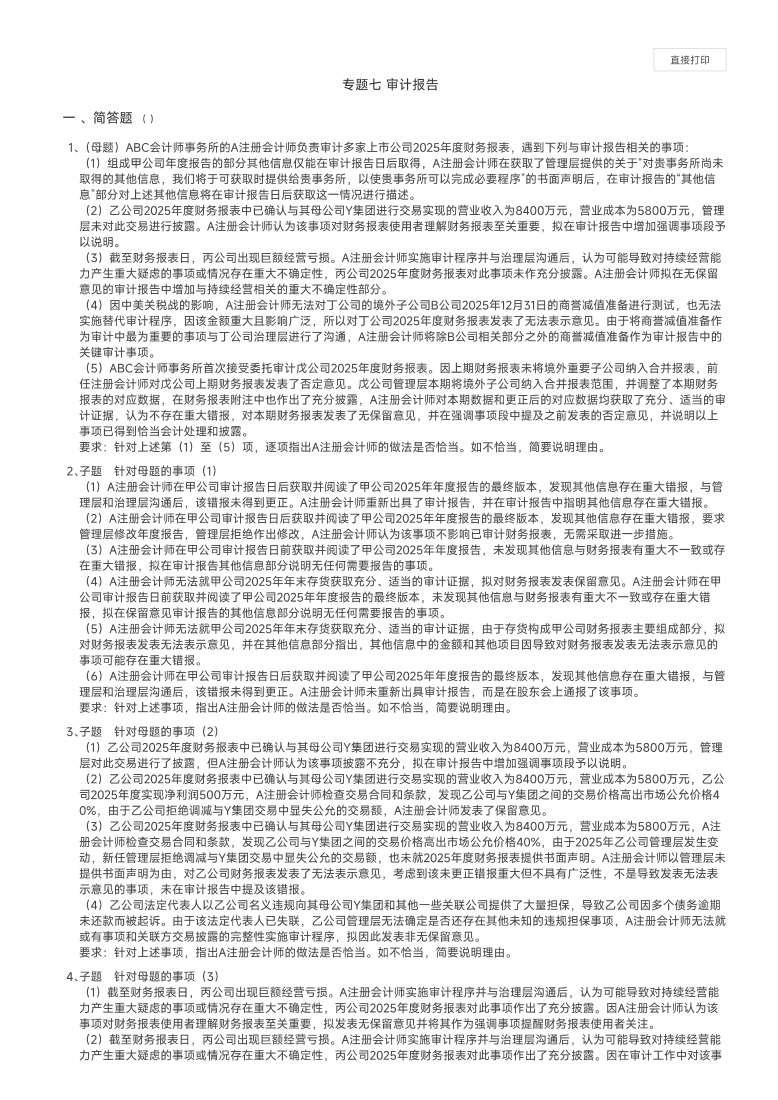 直接打印
专题七 审计报告
一 、简答题 （ ）
1、（母题）ABC会计师事务所的A注册会计师负责审计多家上市公司2025年度财务报表，遇到下列与审计报告相关的事项：
（1）组成甲公司年度报告的部分其他信息仅能在审计报告日后取得，A注册会计师在获取了管理层提供的关于“对贵事务所尚未
取得的其他信息，我们将于可获取时提供给贵事务所，以使贵事务所可以完成必要程序”的书面声明后，在审计报告的“其他信
息”部分对上述其他信息将在审计报告日后获取这一情况进行描述。
（2）乙公司2025年度财务报表中已确认与其母公司Y集团进行交易实现的营业收入为8400万元，营业成本为5800万元，管理
层未对此交易进行披露。A注册会计师认为该事项对财务报表使用者理解财务报表至关重要，拟在审计报告中增加强调事项段予
以说明。
（3）截至财务报表日，丙公司出现巨额经营亏损。A注册会计师实施审计程序并与治理层沟通后，认为可能导致对持续经营能
力产生重大疑虑的事项或情况存在重大不确定性，丙公司2025年度财务报表对此事项未作充分披露。A注册会计师拟在无保留
意见的审计报告中增加与持续经营相关的重大不确定性部分。
（4）因中美关税战的影响，A注册会计师无法对丁公司的境外子公司B公司2025年12月31日的商誉减值准备进行测试，也无法
实施替代审计程序，因该金额重大且影响广泛，所以对丁公司2025年度财务报表发表了无法表示意见。由于将商誉减值准备作
为审计中最为重要的事项与丁公司治理层进行了沟通，A注册会计师将除B公司相关部分之外的商誉减值准备作为审计报告中的
关键审计事项。
（5）ABC会计师事务所首次接受委托审计戊公司2025年度财务报表。因上期财务报表未将境外重要子公司纳入合并报表，前
任注册会计师对戊公司上期财务报表发表了否定意见。戊公司管理层本期将境外子公司纳入合并报表范围，并调整了本期财务
报表的对应数据，在财务报表附注中也作出了充分披露，A注册会计师对本期数据和更正后的对应数据均获取了充分、适当的审
计证据，认为不存在重大错报，对本期财务报表发表了无保留意见，并在强调事项段中提及之前发表的否定意见，并说明以上
事项已得到恰当会计处理和披露。
要求：针对上述第（1）至（5）项，逐项指出A注册会计师的做法是否恰当。如不恰当，简要说明理由。
2、子题 针对母题的事项（1）
（1）A注册会计师在甲公司审计报告日后获取并阅读了甲公司2025年年度报告的最终版本，发现其他信息存在重大错报，与管
理层和治理层沟通后，该错报未得到更正。A注册会计师重新出具了审计报告，并在审计报告中指明其他信息存在重大错报。
（2）A注册会计师在甲公司审计报告日后获取并阅读了甲公司2025年年度报告的最终版本，发现其他信息存在重大错报，要求
管理层修改年度报告，管理层拒绝作出修改，A注册会计师认为该事项不影响已审计财务报表，无需采取进一步措施。
（3）A注册会计师在甲公司审计报告日前获取并阅读了甲公司2025年年度报告，未发现其他信息与财务报表有重大不一致或存
在重大错报，拟在审计报告其他信息部分说明无任何需要报告的事项。
（4）A注册会计师无法就甲公司2025年年末存货获取充分、适当的审计证据，拟对财务报表发表保留意见。A注册会计师在甲
公司审计报告日前获取并阅读了甲公司2025年年度报告的最终版本，未发现其他信息与财务报表有重大不一致或存在重大错
报，拟在保留意见审计报告的其他信息部分说明无任何需要报告的事项。
（5）A注册会计师无法就甲公司2025年年末存货获取充分、适当的审计证据，由于存货构成甲公司财务报表主要组成部分，拟
对财务报表发表无法表示意见，并在其他信息部分指出，其他信息中的金额和其他项目因导致对财务报表发表无法表示意见的
事项可能存在重大错报。
（6）A注册会计师在甲公司审计报告日后获取并阅读了甲公司2025年年度报告的最终版本，发现其他信息存在重大错报，与管
理层和治理层沟通后，该错报未得到更正。A注册会计师未重新出具审计报告，而是在股东会上通报了该事项。
要求：针对上述事项，指出A注册会计师的做法是否恰当。如不恰当，简要说明理由。
3、子题 针对母题的事项（2）
（1）乙公司2025年度财务报表中已确认与其母公司Y集团进行交易实现的营业收入为8400万元，营业成本为5800万元，管理
层对此交易进行了披露，但A注册会计师认为该事项披露不充分，拟在审计报告中增加强调事项段予以说明。
（2）乙公司2025年度财务报表中已确认与其母公司Y集团进行交易实现的营业收入为8400万元，营业成本为5800万元，乙公
司2025年度实现净利润500万元，A注册会计师检查交易合同和条款，发现乙公司与Y集团之间的交易价格高出市场公允价格4
0%，由于乙公司拒绝调减与Y集团交易中显失公允的交易额，A注册会计师发表了保留意见。
（3）乙公司2025年度财务报表中已确认与其母公司Y集团进行交易实现的营业收入为8400万元，营业成本为5800万元，A注
册会计师检查交易合同和条款，发现乙公司与Y集团之间的交易价格高出市场公允价格40%，由于2025年乙公司管理层发生变
动，新任管理层拒绝调减与Y集团交易中显失公允的交易额，也未就2025年度财务报表提供书面声明。A注册会计师以管理层未
提供书面声明为由，对乙公司财务报表发表了无法表示意见，考虑到该未更正错报重大但不具有广泛性，不是导致发表无法表
示意见的事项，未在审计报告中提及该错报。
（4）乙公司法定代表人以乙公司名义违规向其母公司Y集团和其他一些关联公司提供了大量担保，导致乙公司因多个债务逾期
未还款而被起诉。由于该法定代表人已失联，乙公司管理层无法确定是否还存在其他未知的违规担保事项，A注册会计师无法就
或有事项和关联方交易披露的完整性实施审计程序，拟因此发表非无保留意见。
要求：针对上述事项，指出A注册会计师的做法是否恰当。如不恰当，简要说明理由。
4、子题 针对母题的事项（3）
（1）截至财务报表日，丙公司出现巨额经营亏损。A注册会计师实施审计程序并与治理层沟通后，认为可能导致对持续经营能
力产生重大疑虑的事项或情况存在重大不确定性，丙公司2025年度财务报表对此事项作出了充分披露。因A注册会计师认为该
事项对财务报表使用者理解财务报表至关重要，拟发表无保留意见并将其作为强调事项提醒财务报表使用者关注。
（2）截至财务报表日，丙公司出现巨额经营亏损。A注册会计师实施审计程序并与治理层沟通后，认为可能导致对持续经营能
力产生重大疑虑的事项或情况存在重大不确定性，丙公司2025年度财务报表对此事项作出了充分披露。因在审计工作中对该事